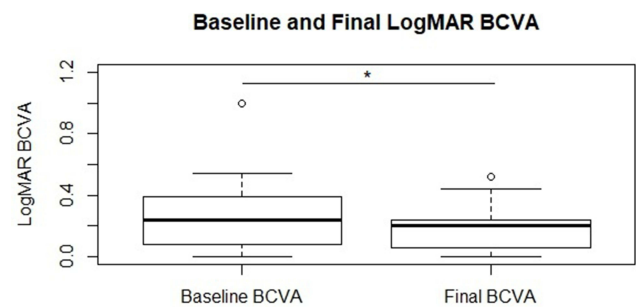 Baseline and Final LogMAR BCVA
*
LogMAR BCVA
1.2
0.8
0.4
0.0
Baseline BCVA
Final BCVA